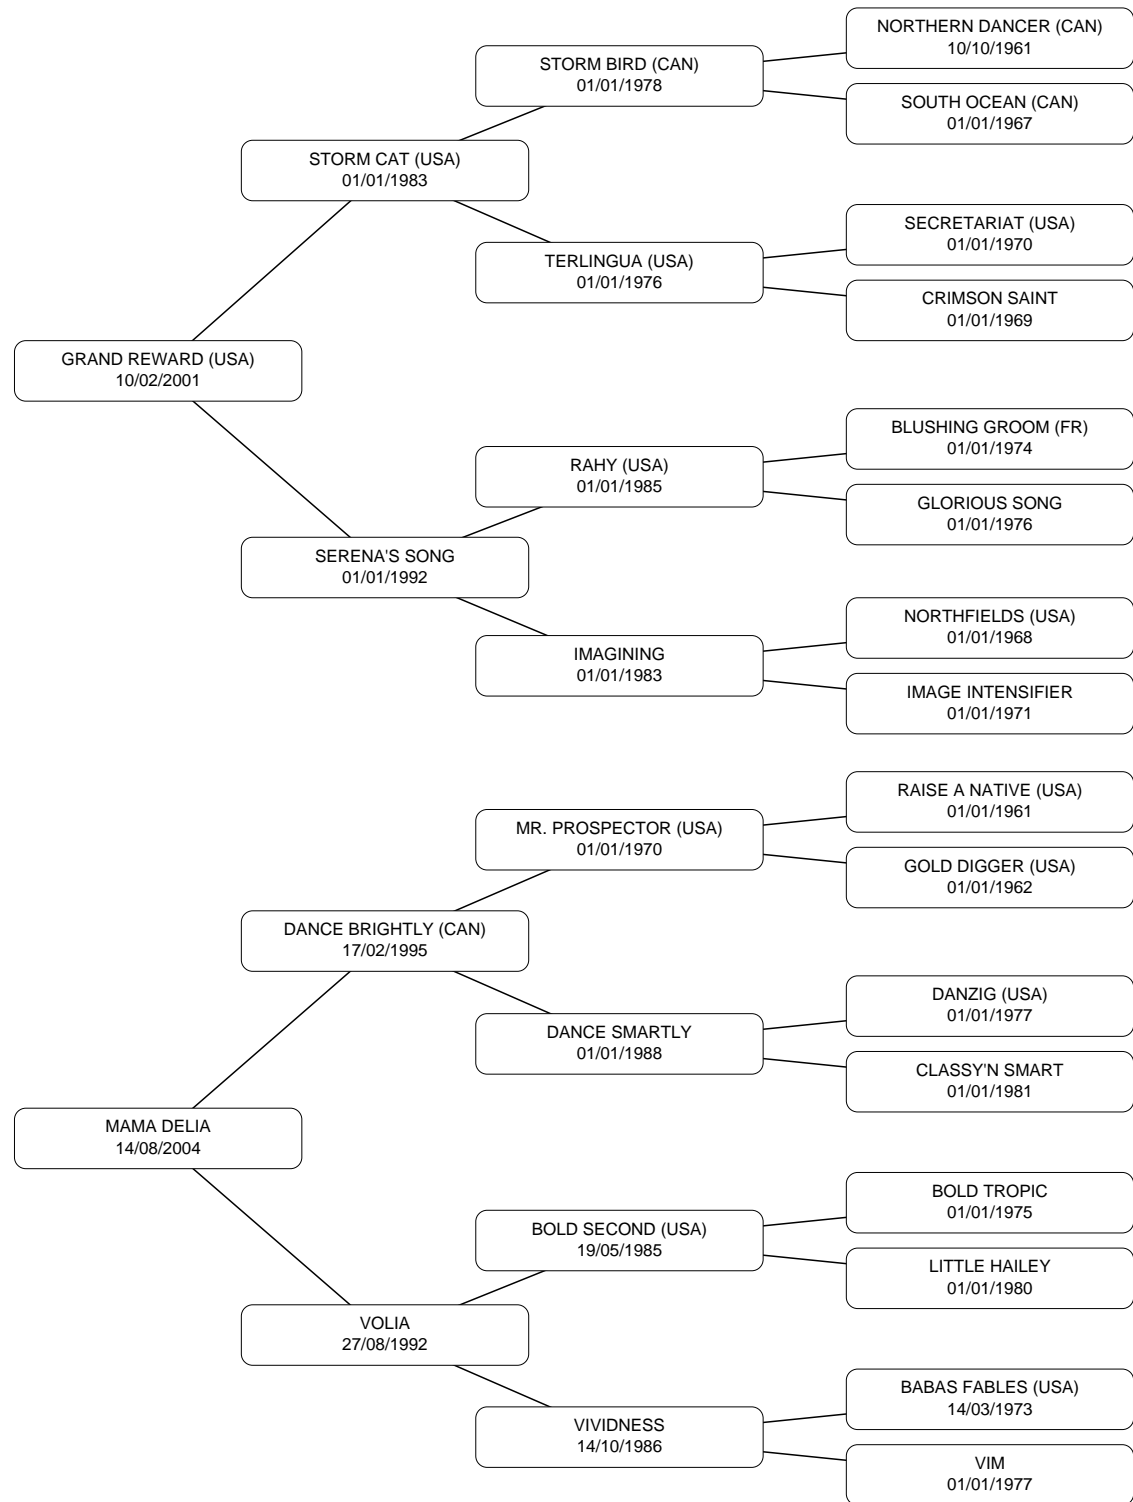 NORTHERN DANCER (CAN)
10/10/1961
STORM BIRD (CAN)
01/01/1978
SOUTH OCEAN (CAN)
01/01/1967
STORM CAT (USA)
01/01/1983
SECRETARIAT (USA)
01/01/1970
TERLINGUA (USA)
01/01/1976
CRIMSON SAINT
01/01/1969
GRAND REWARD (USA)
10/02/2001
BLUSHING GROOM (FR)
01/01/1974
RAHY (USA)
01/01/1985
GLORIOUS SONG
01/01/1976
SERENA'S SONG
01/01/1992
NORTHFIELDS (USA)
01/01/1968
IMAGINING
01/01/1983
IMAGE INTENSIFIER
01/01/1971
RAISE A NATIVE (USA)
01/01/1961
MR. PROSPECTOR (USA)
01/01/1970
GOLD DIGGER (USA)
01/01/1962
DANCE BRIGHTLY (CAN)
17/02/1995
DANZIG (USA)
01/01/1977
DANCE SMARTLY
01/01/1988
CLASSY'N SMART
01/01/1981
MAMA DELIA
14/08/2004
BOLD TROPIC
01/01/1975
BOLD SECOND (USA)
19/05/1985
LITTLE HAILEY
01/01/1980
VOLIA
27/08/1992
BABAS FABLES (USA)
14/03/1973
VIVIDNESS
14/10/1986
VIM
01/01/1977